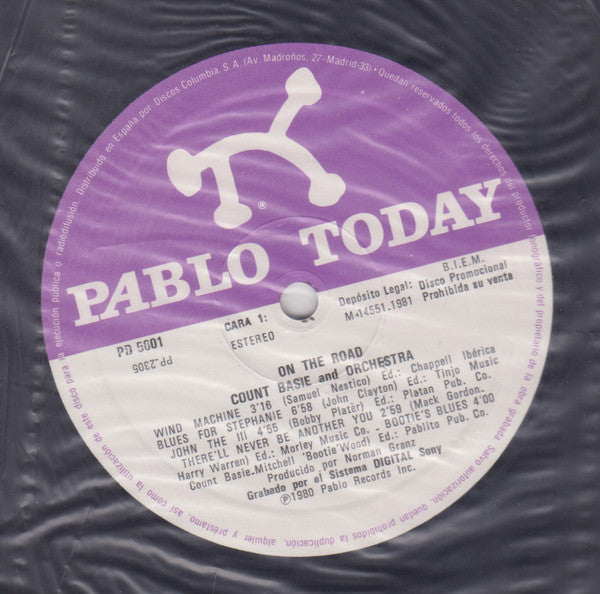 de este disco para la ejecución pública o radiodifusión. Distribuido en España por Discos Columbia S.A. (Av. Madroños, 27-Madrid-33) - Quedan reservados todos los derechos del productor fonográfico y del propietario de la obra grabada. Salvo autorización, quedan prohibidos la duplicación, alquiler y préstamo, así como la utilización
®
PABLO TODAY
PD 5801
PP-2305
CARA 1:
ESTEREO
Depósito Legal:
M-14551-1981
B.I.E.M.
Disco Promocional
Prohibida su venta
ON THE ROAD
COUNT BASIE and ORCHESTRA
WIND MACHINE 3'18 (Samuel Nestico) Ed.: Chappell Ibérica
BLUES FOR STEPHANIE 6'58 (John Clayton) Ed.: Tinjo Music
JOHN THE III 4'55 (Bobby Platèr) Ed.: Platan Pub. Co.
THERE'LL NEVER BE ANOTHER YOU 2'59 (Mack Gordon-
Harry Warren) Ed.: Morley Music Co. - BOOTIE'S BLUES 4'00
Count Basie-Mitchell (Bootie'Wood) Ed.: Pablito Pub. Co.
Producido por Norman Granz
Grabado por el Sistema DIGITAL Sony
℗1980 Pablo Records Inc.